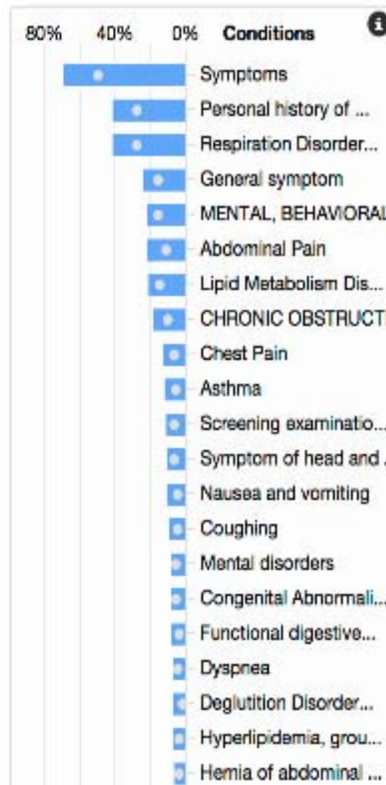 80% 40% 0% Conditions i
Symptoms
Personal history of ...
Respiration Disorder...
General symptom
MENTAL, BEHAVIORAL
Abdominal Pain
Lipid Metabolism Dis...
CHRONIC OBSTRUCT
Chest Pain
Asthma
Screening examinatio...
Symptom of head and .
Nausea and vomiting
Coughing
Mental disorders
Congenital Abnormali...
Functional digestive...
Dyspnea
Deglutition Disorder...
Hyperlipidemia, grou...
Hernia of abdominal ...